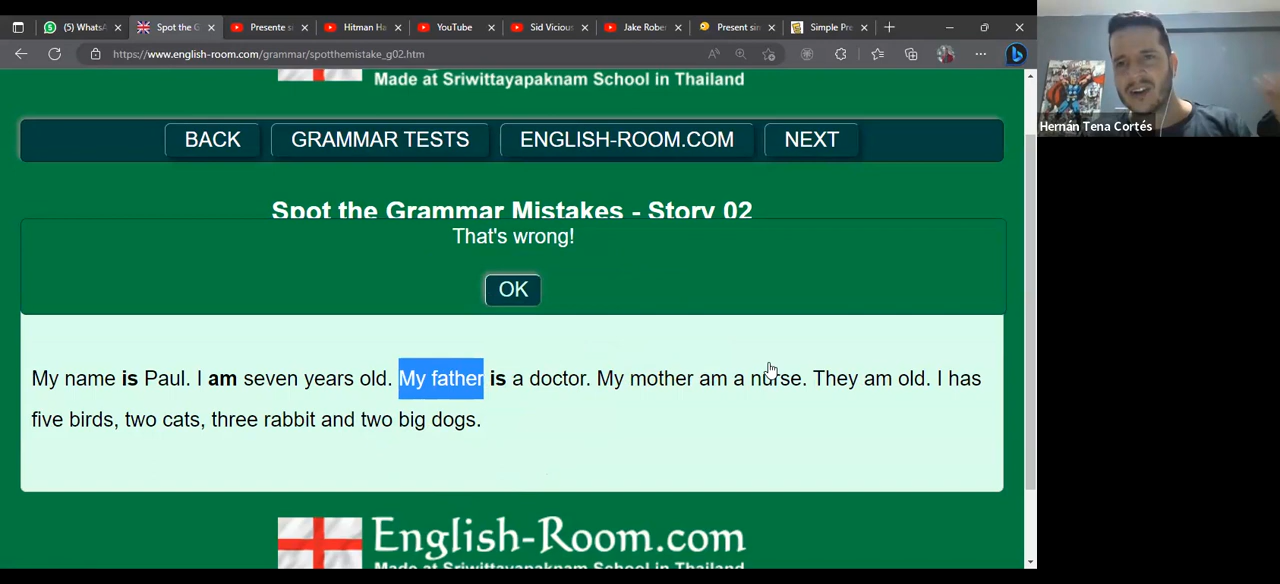 (5) WhatsA
Spot the G
Presente s
Hitman Ha
YouTube
Sid Vicious
Jake Rober
Present sin
Simple Pre
https://www.english-room.com/grammar/spotthemistake_g02.htm
Made at Sriwittayapaknam School in Thailand
BACK GRAMMAR TESTS ENGLISH-ROOM.COM NEXT
Spot the Grammar Mistakes - Story 02
That's wrong!
OK
My name is Paul. I am seven years old. My father is a doctor. My mother am a nurse. They am old. I has
five birds, two cats, three rabbit and two big dogs.
English-Room.com
Made at Sriwittayapaknam School in Thailand
Hernán Tena Cortés